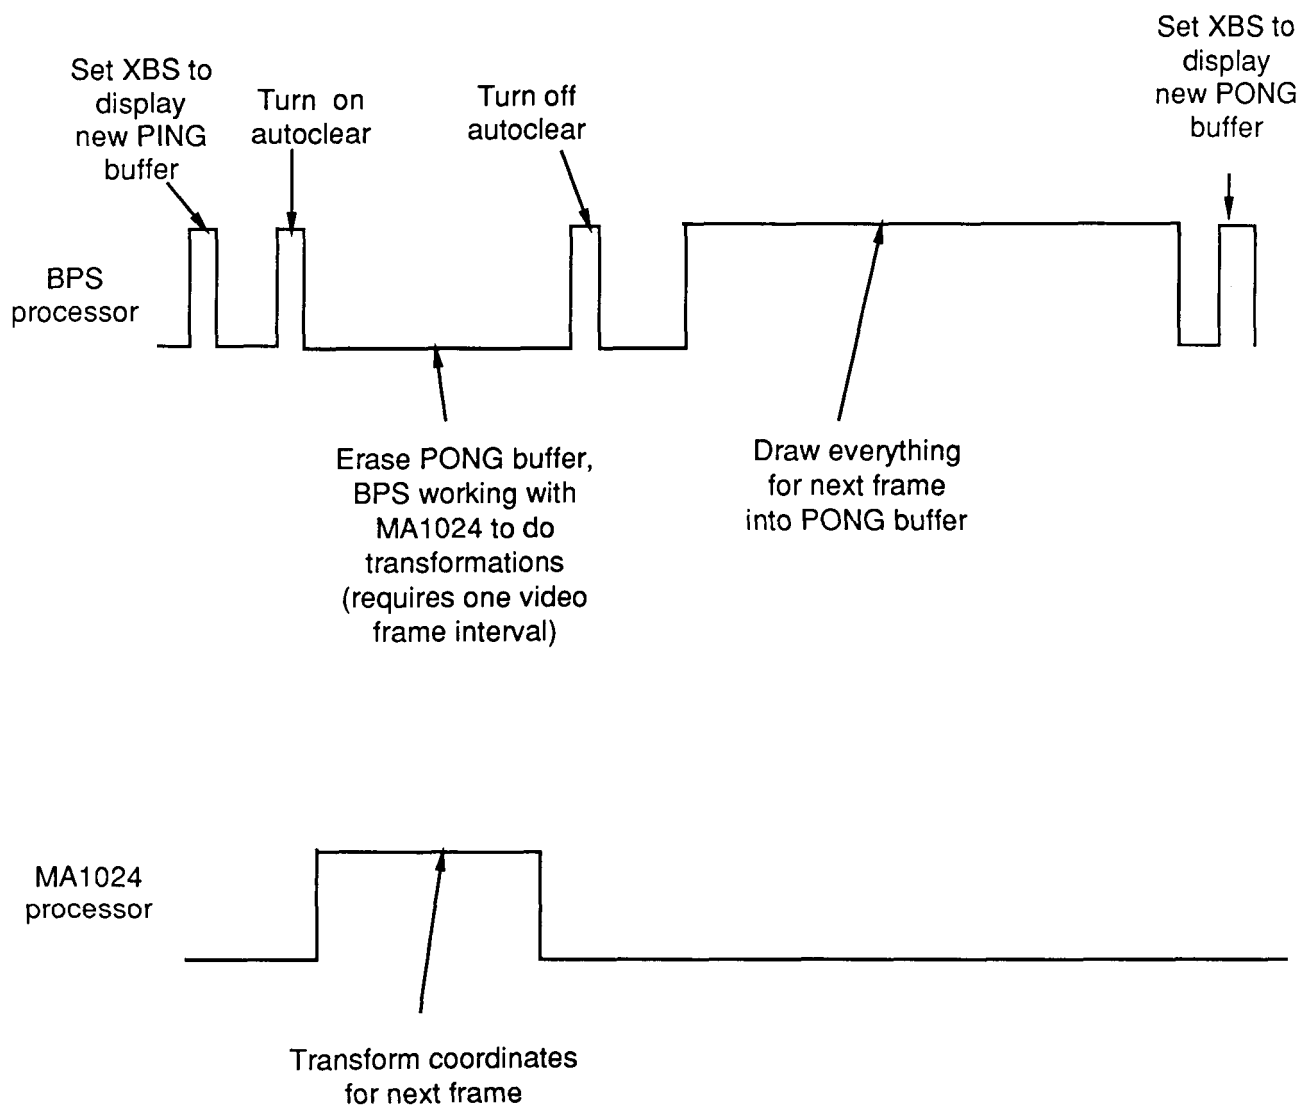 Set XBS to
display
new PING
buffer
Turn on
autoclear
Turn off
autoclear
Set XBS to
display
new PONG
buffer
BPS
processor
Erase PONG buffer,
BPS working with
MA1024 to do
transformations
(requires one video
frame interval)
Draw everything
for next frame
into PONG buffer
MA1024
processor
Transform coordinates
for next frame